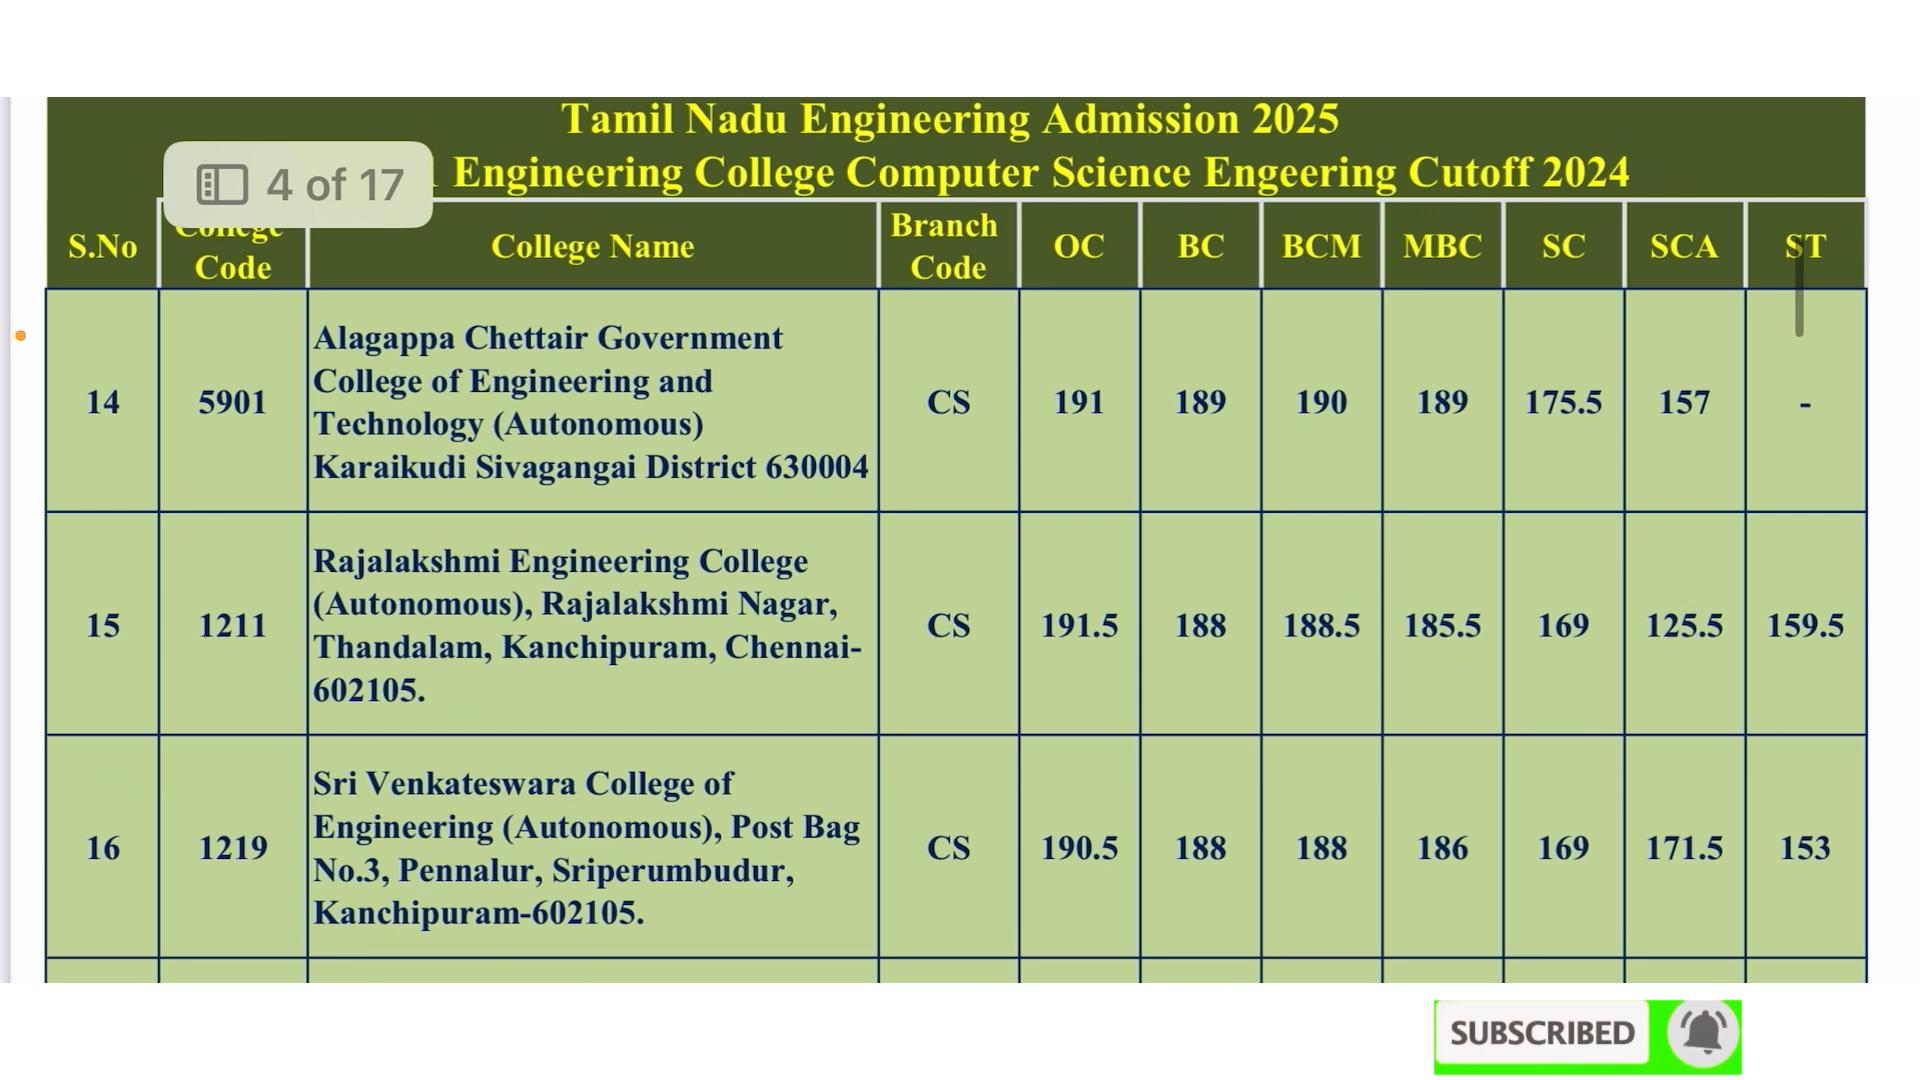 Tamil Nadu Engineering Admission 2025
Engineering College Computer Science Engeering Cutoff 2024
4 of 17
S.No College Code College Name Branch Code OC BC BCM MBC SC SCA ST
14 5901 Alagappa Chettair Government
College of Engineering and
Technology (Autonomous)
Karaikudi Sivagangai District 630004 CS 191 189 190 189 175.5 157 -
15 1211 Rajalakshmi Engineering College
(Autonomous), Rajalakshmi Nagar,
Thandalam, Kanchipuram, Chennai-
602105. CS 191.5 188 188.5 185.5 169 125.5 159.5
16 1219 Sri Venkateswara College of
Engineering (Autonomous), Post Bag
No.3, Pennalur, Sriperumbudur,
Kanchipuram-602105. CS 190.5 188 188 186 169 171.5 153
SUBSCRIBED